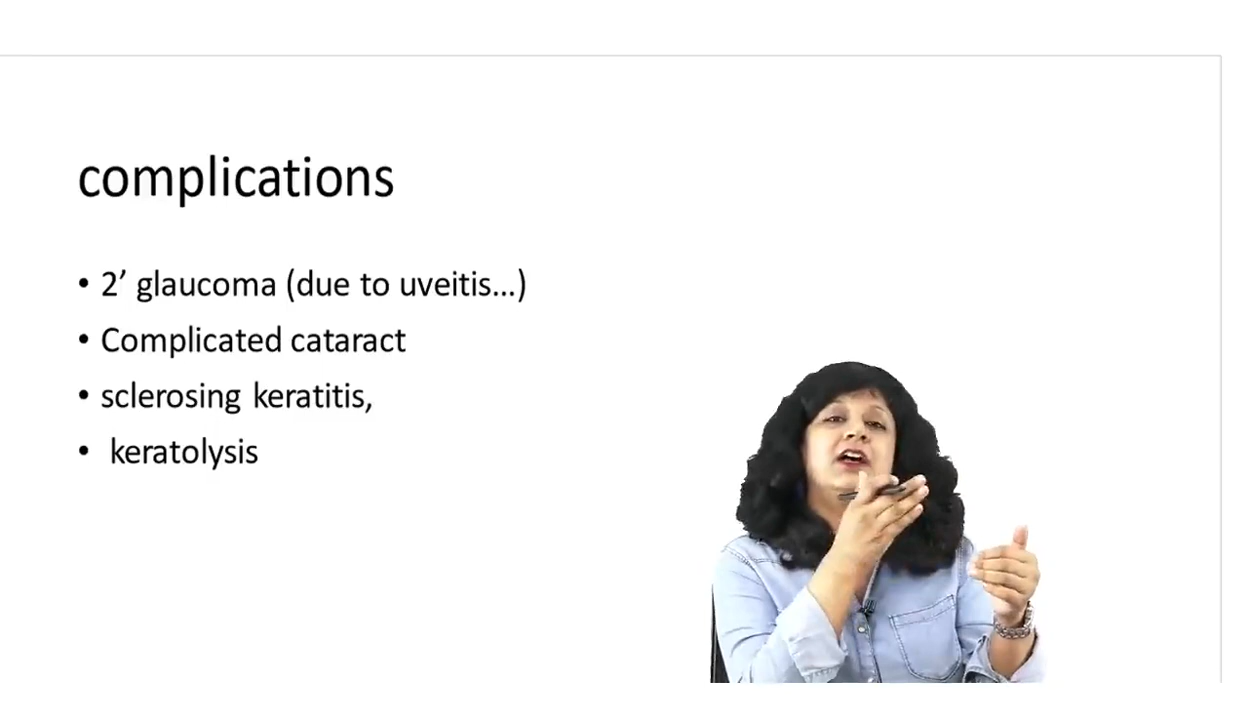 complications
• 2’ glaucoma (due to uveitis...)
• Complicated cataract
• sclerosing keratitis,
• keratolysis